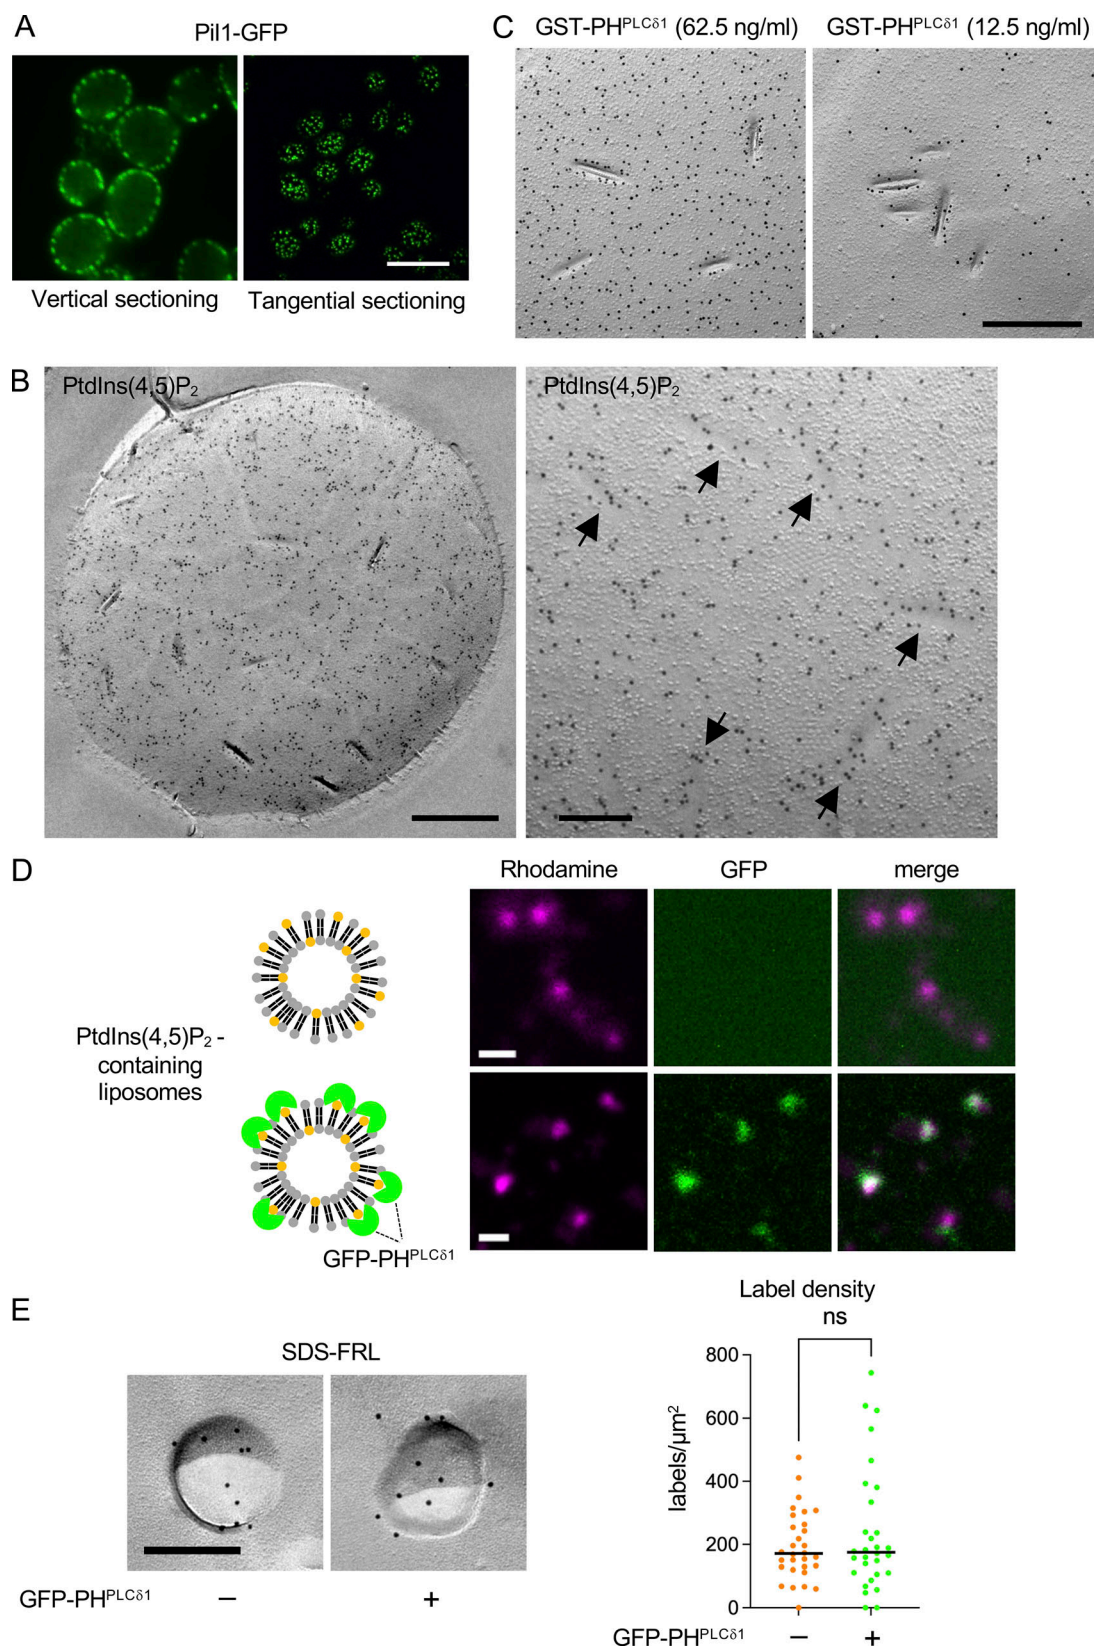 A
Pil1-GFP
Vertical sectioning
Tangential sectioning
C
GST-PHᴾᴸᶜᵟ¹ (62.5 ng/ml)
GST-PHᴾᴸᶜᵟ¹ (12.5 ng/ml)
B
PtdIns(4,5)P₂
PtdIns(4,5)P₂
D
Rhodamine
GFP
merge
PtdIns(4,5)P₂ -
containing
liposomes
GFP-PHᴾᴸᶜᵟ¹
E
SDS-FRL
GFP-PHᴾᴸᶜᵟ¹
–
+
Label density
ns
labels/μm²
800
600
400
200
0
GFP-PHᴾᴸᶜᵟ¹
–
+